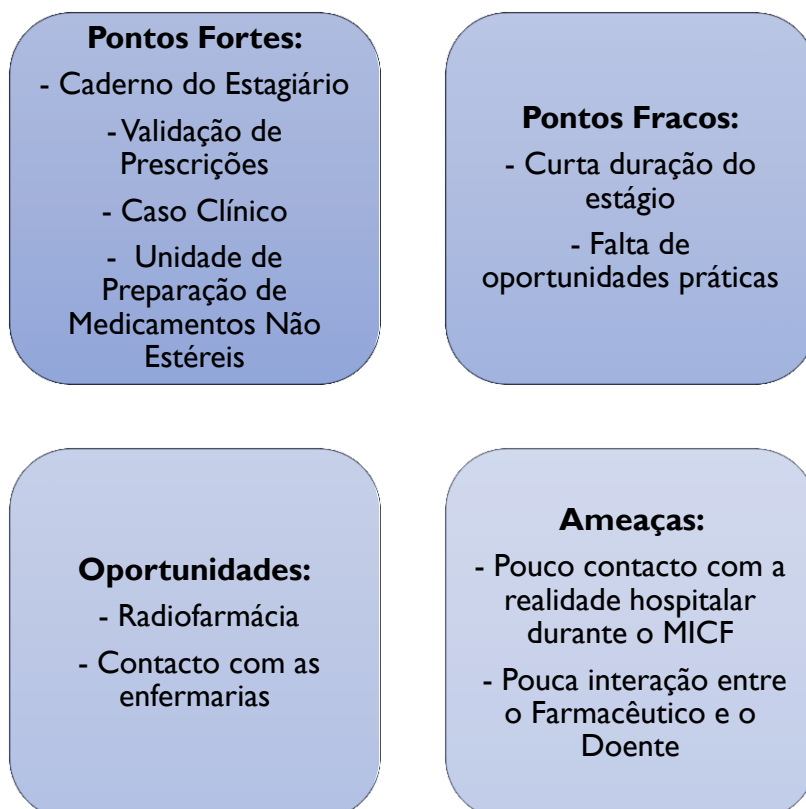 Pontos Fortes:
- Caderno do Estagiário
- Validação de
Prescrições
- Caso Clínico
- Unidade de
Preparação de
Medicamentos Não
Estéreis
Pontos Fracos:
- Curta duração do
estágio
- Falta de
oportunidades práticas
Oportunidades:
- Radiofarmácia
- Contacto com as
enfermarias
Ameaças:
- Pouco contacto com a
realidade hospitalar
durante o MICF
- Pouca interação entre
o Farmacêutico e o
Doente